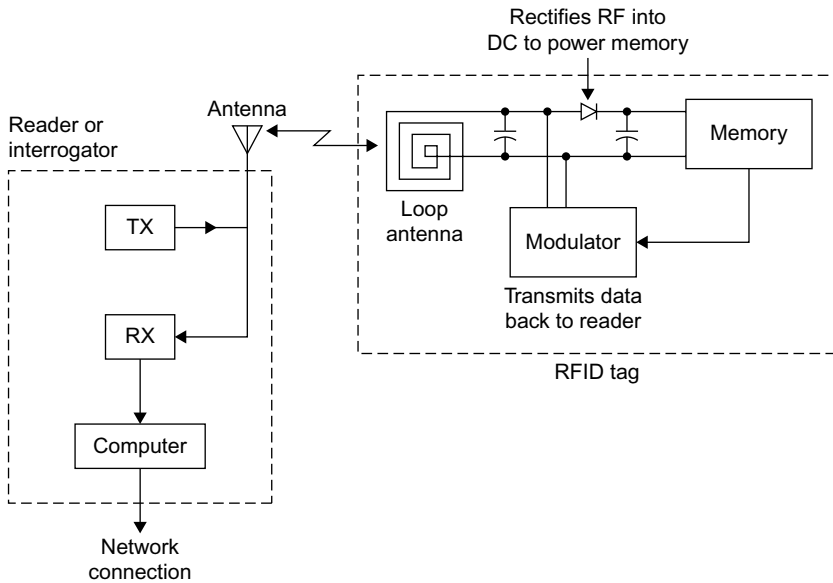 Rectifies RF into
DC to power memory
Antenna
Reader or
interrogator
Memory
Loop
antenna
TX
Modulator
Transmits data
back to reader
RX
RFID tag
Computer
Network
connection